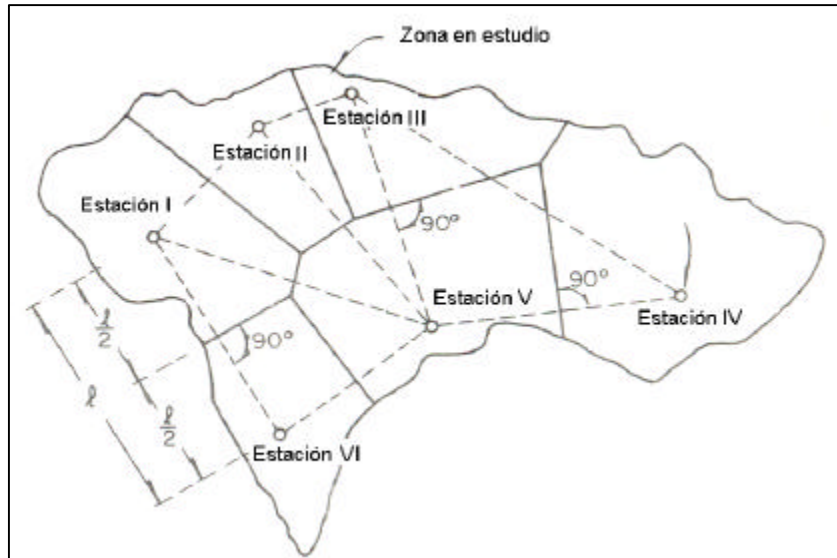 Zona en estudio
Estación III
Estación II
Estación I
90°
90°
Estación V
Estación IV
90°
ℓ/2
ℓ
ℓ/2
Estación VI